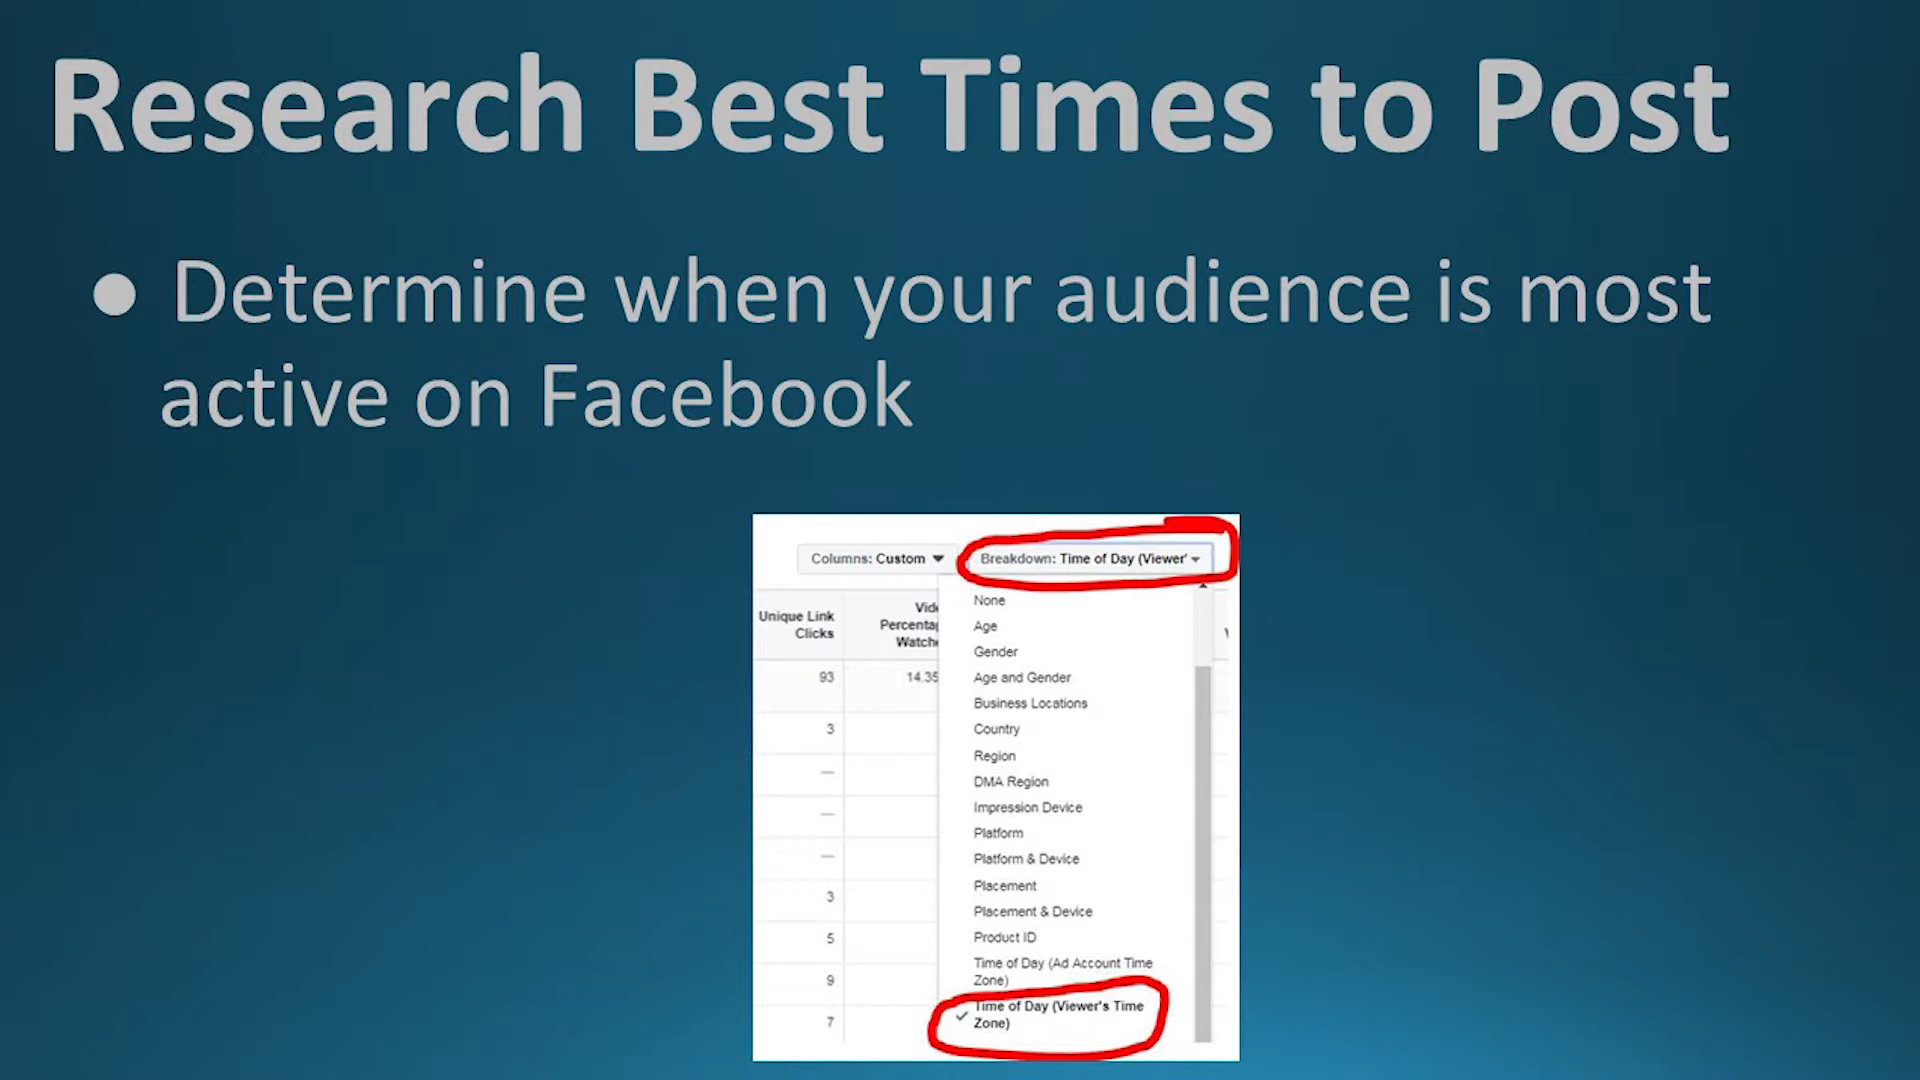 Research Best Times to Post
● Determine when your audience is most
active on Facebook
Columns: Custom
Breakdown: Time of Day (Viewer'
Unique Link
Clicks
Percenta
93
14.35
3
—
—
—
3
5
9
7
None
Age
Gender
Age and Gender
Business Locations
Country
Region
DMA Region
Impression Device
Platform
Platform & Device
Placement
Placement & Device
Product ID
Time of Day (Ad Account Time
Zone)
✓ Time of Day (Viewer's Time
Zone)